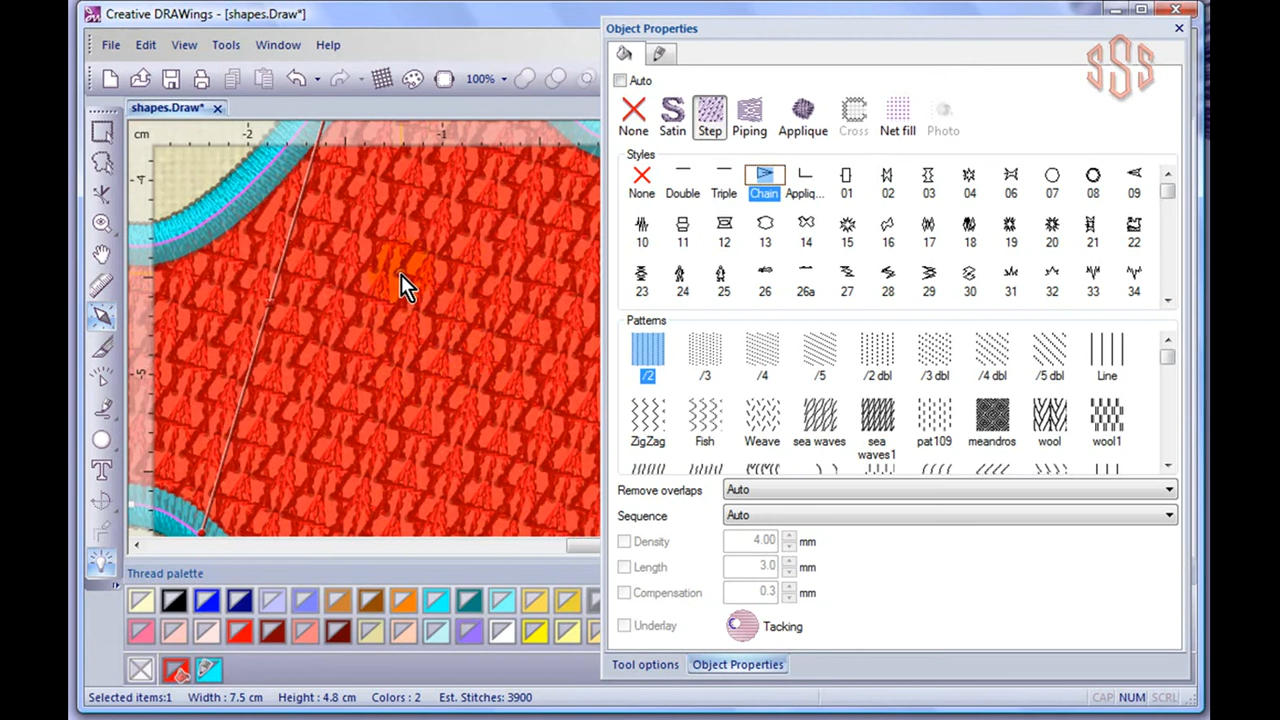 Creative DRAWings - [shapes.Draw*]
File Edit View Tools Window Help
100%
shapes.Draw*
cm -2 -1
-4
-5
Thread palette
Selected items:1 Width : 7.5 cm Height : 4.8 cm Colors : 2 Est. Stitches: 3900
CAP NUM SCRL
Object Properties
SSS
Auto
None Satin Step Piping Applique Cross Net fill Photo
Styles
None Double Triple Chain Appliq... 01 02 03 04 06 07 08 09
10 11 12 13 14 15 16 17 18 19 20 21 22
23 24 25 26 26a 27 28 29 30 31 32 33 34
Patterns
/2 /3 /4 /5 /2 dbl /3 dbl /4 dbl /5 dbl Line
ZigZag Fish Weave sea waves sea waves1 pat109 meandros wool wool1
Remove overlaps Auto
Sequence Auto
Density 4.00 mm
Length 3.0 mm
Compensation 0.3 mm
Underlay Tacking
Tool options Object Properties